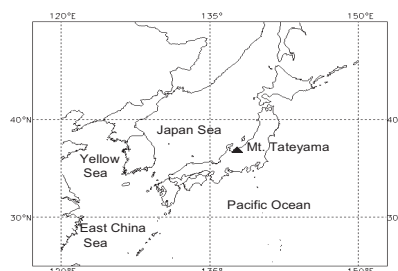 120°E 135°E 150°E
40°N 40°N
Japan Sea
Mt. Tateyama
Yellow
Sea
Pacific Ocean
30°N 30°N
East China
Sea